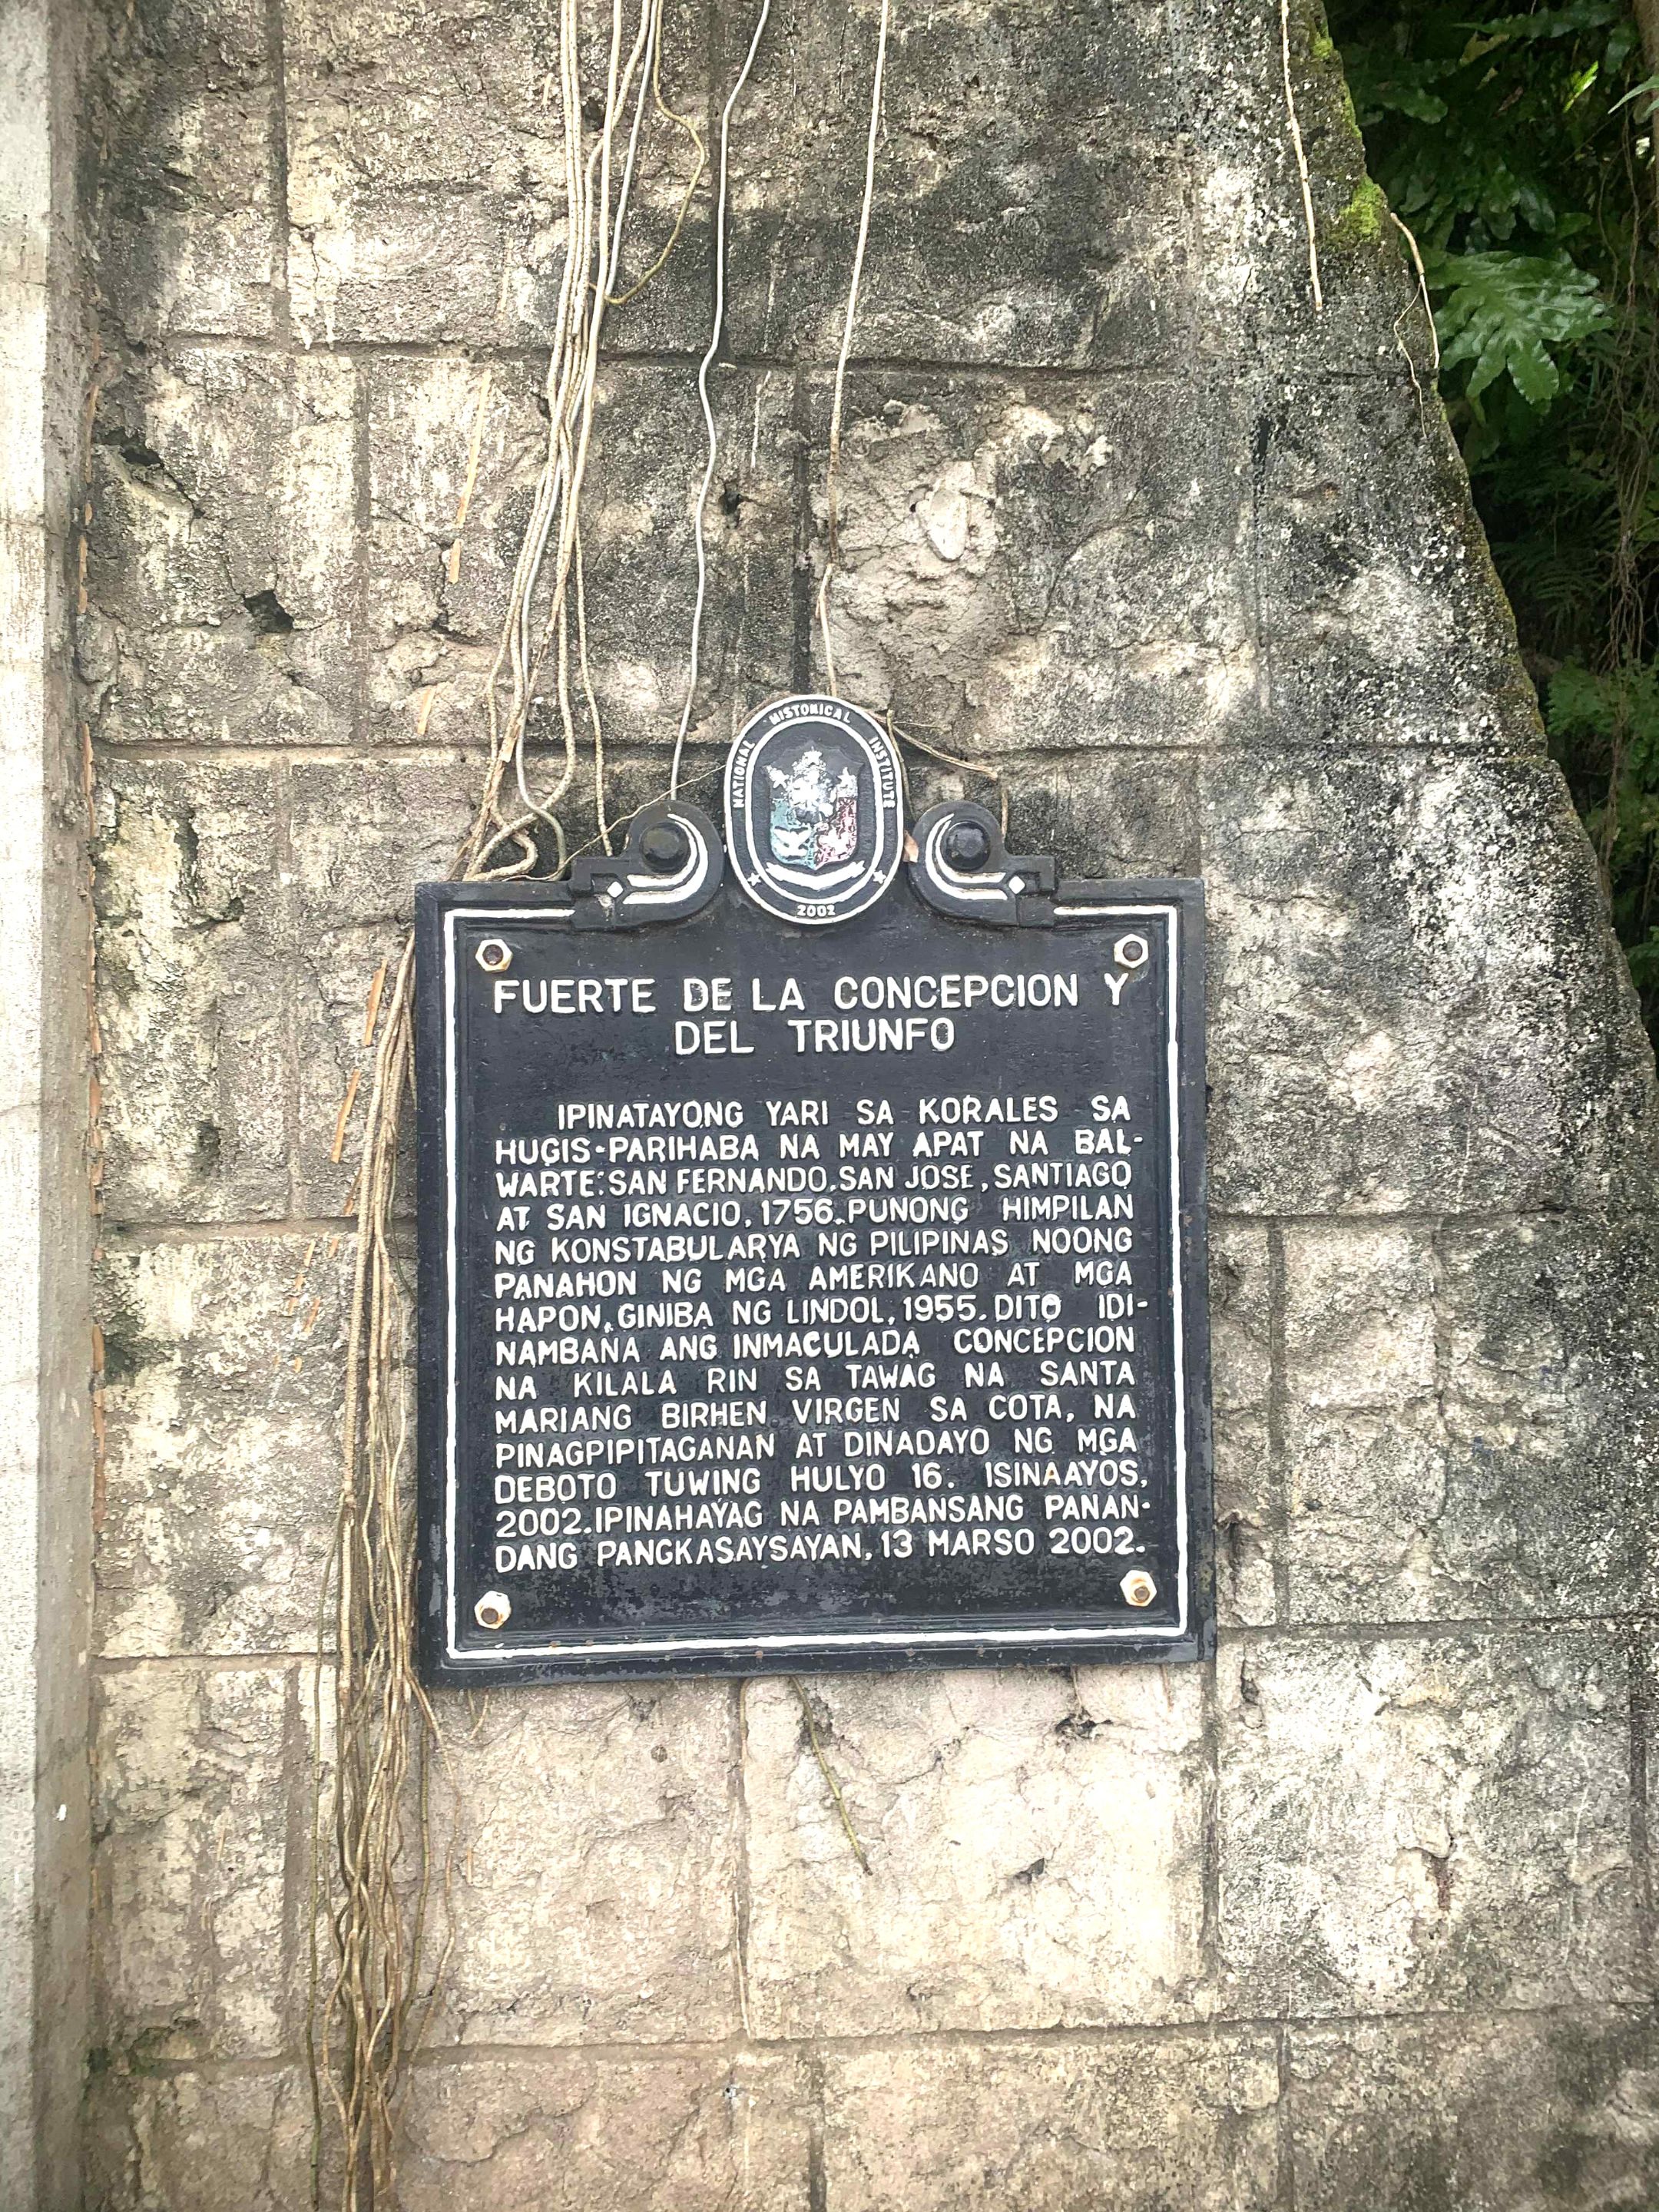 NATIONAL HISTORICAL INSTITUTE
2002
FUERTE DE LA CONCEPCION Y
DEL TRIUNFO
IPINATAYONG YARI SA KORALES SA
HUGIS-PARIHABA NA MAY APAT NA BAL-
WARTE: SAN FERNANDO. SAN JOSE, SANTIAGO
AT SAN IGNACIO, 1756. PUNONG HIMPILAN
NG KONSTABULARYA NG PILIPINAS NOONG
PANAHON NG MGA AMERIKANO AT MGA
HAPON, GINIBA NG LINDOL, 1955. DITO IDI-
NAMBANA ANG INMACULADA CONCEPCION
NA KILALA RIN SA TAWAG NA SANTA
MARIANG BIRHEN VIRGEN SA COTA, NA
PINAGPIPITAGANAN AT DINADAYO NG MGA
DEBOTO TUWING HULYO 16. ISINAAYOS,
2002. IPINAHAYAG NA PAMBANSANG PANAN-
DANG PANGKASAYSAYAN, 13 MARSO 2002.